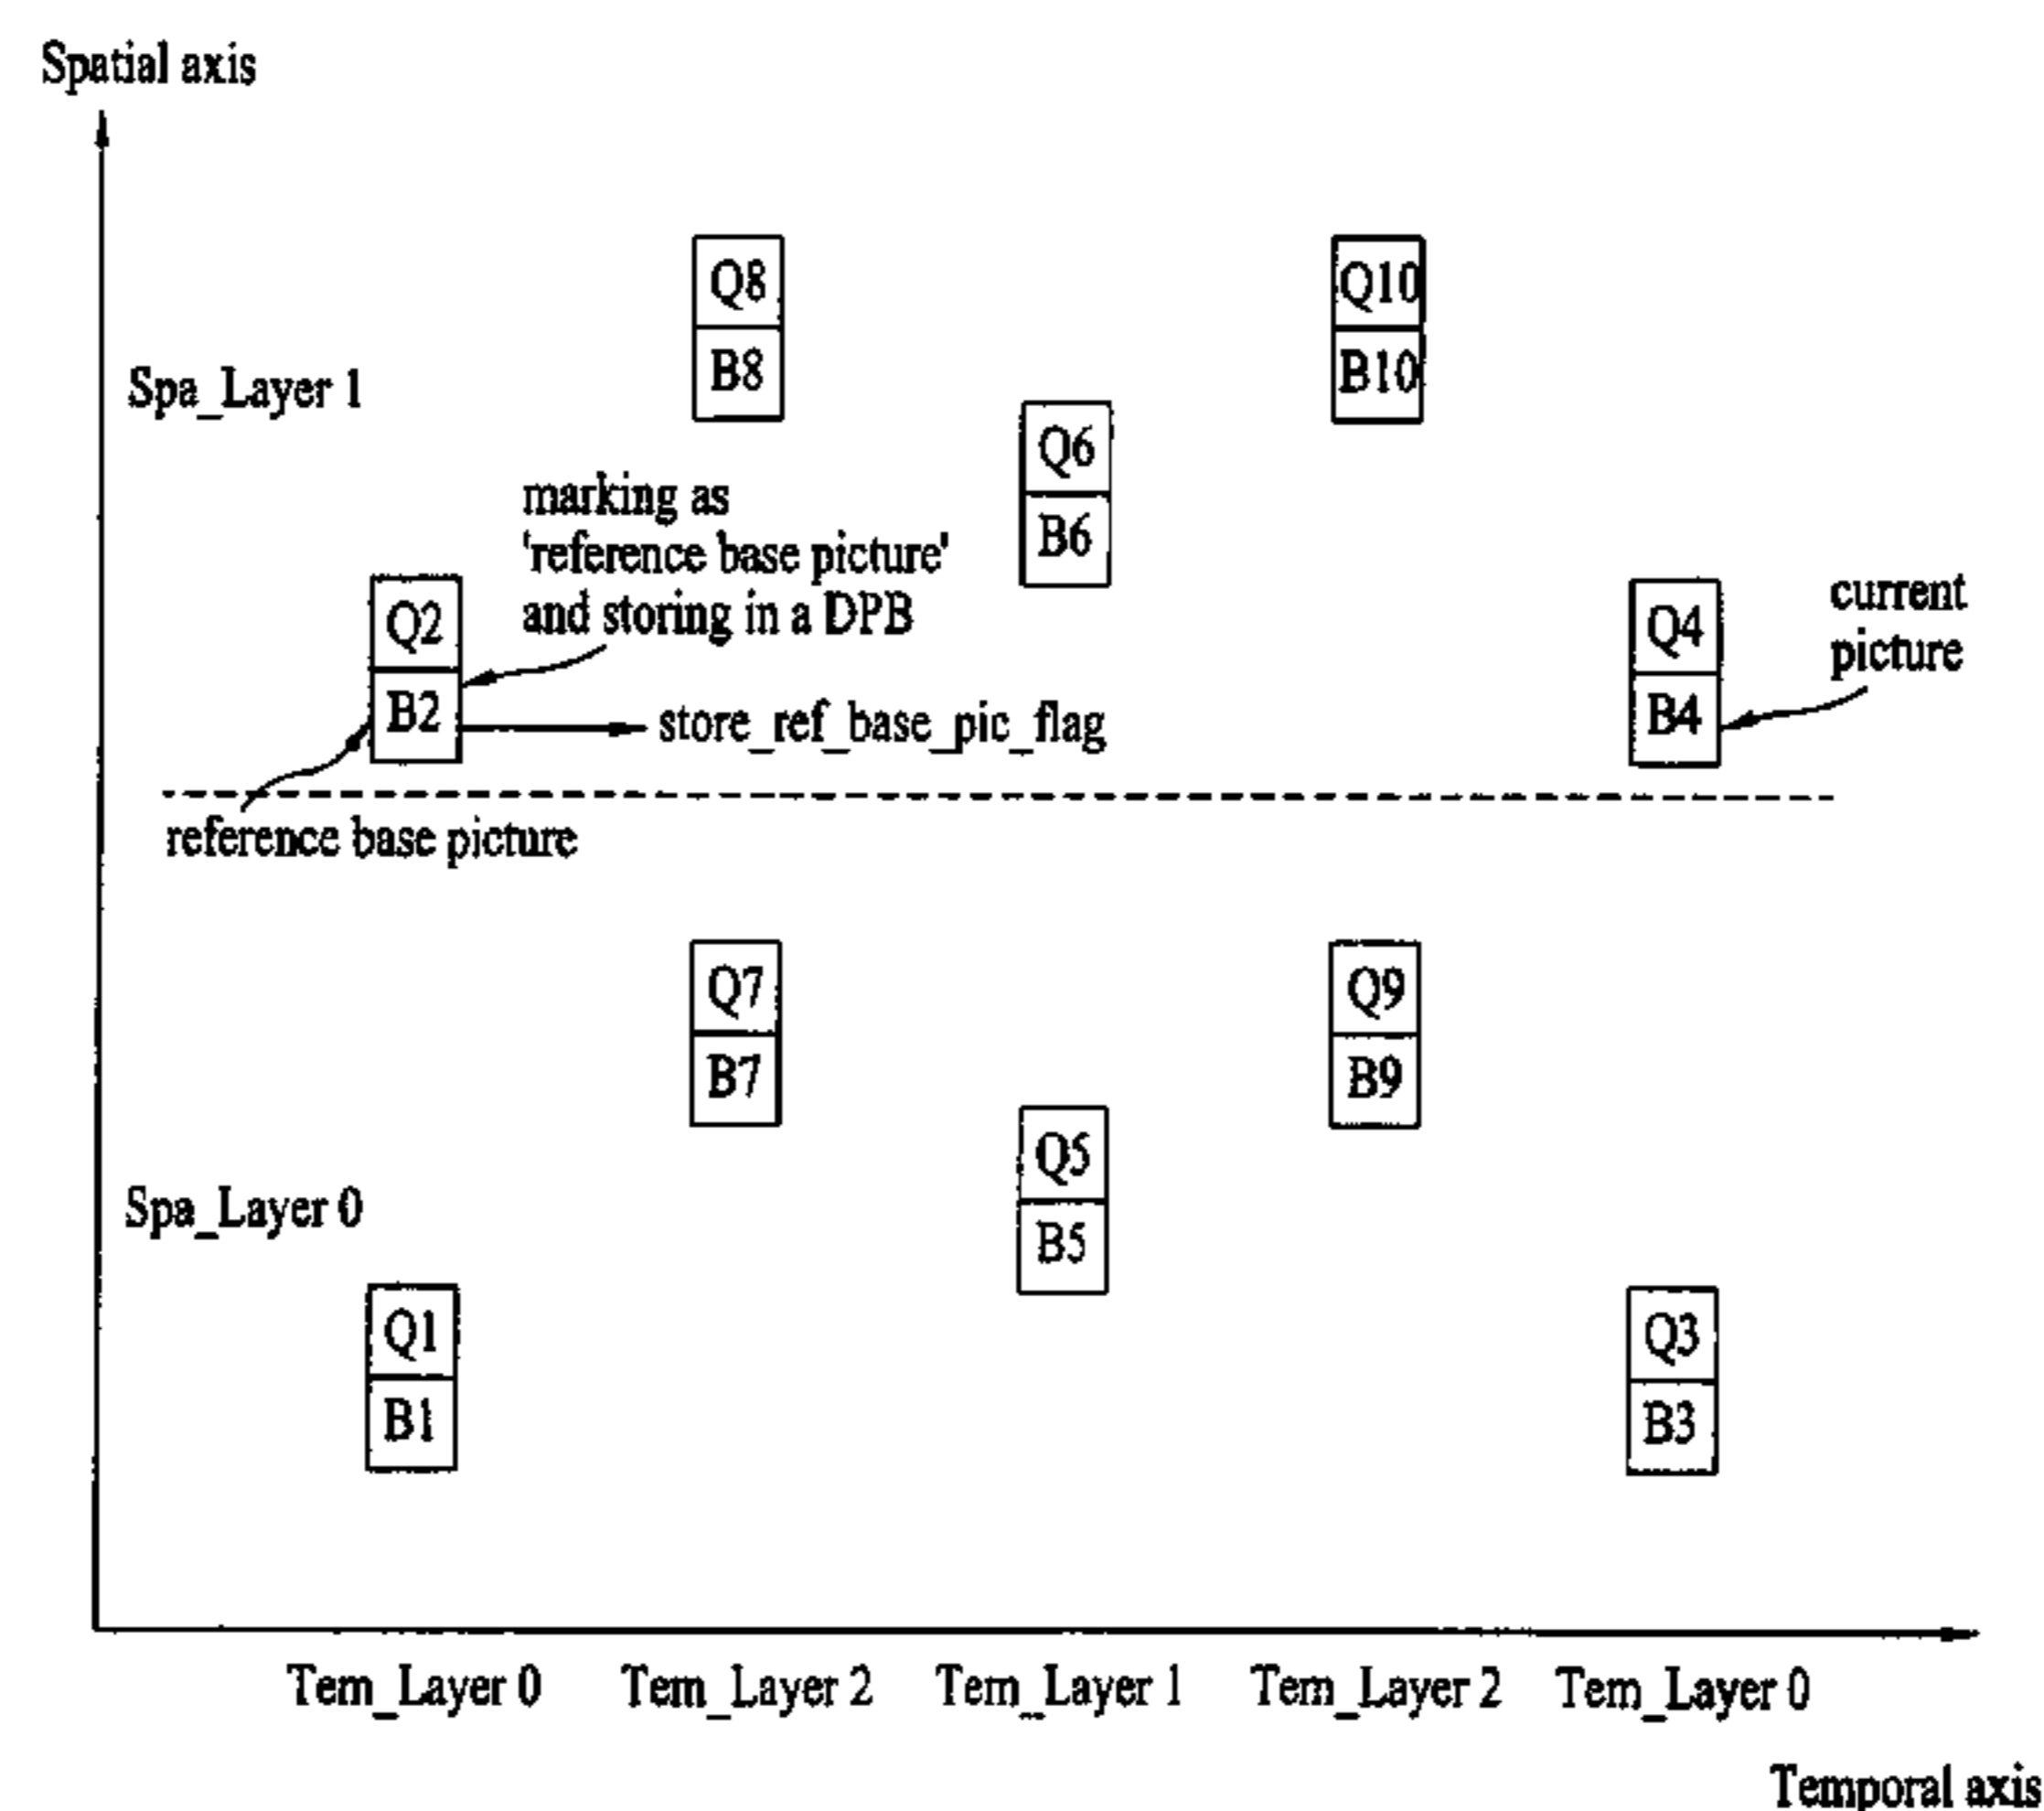 Spatial axis
Q8
Q10
B8
B10
Spa_Layer 1
Q6
B6
marking as
'reference base picture'
and storing in a DPB
Q2
B2
store_ref_base_pic_flag
current
picture
Q4
B4
reference base picture
Q7
Q9
B7
B9
Q5
B5
Spa_Layer 0
Q1
Q3
B1
B3
Tem_Layer 0
Tem_Layer 2
Tem_Layer 1
Tem_Layer 2
Tem_Layer 0
Temporal axis